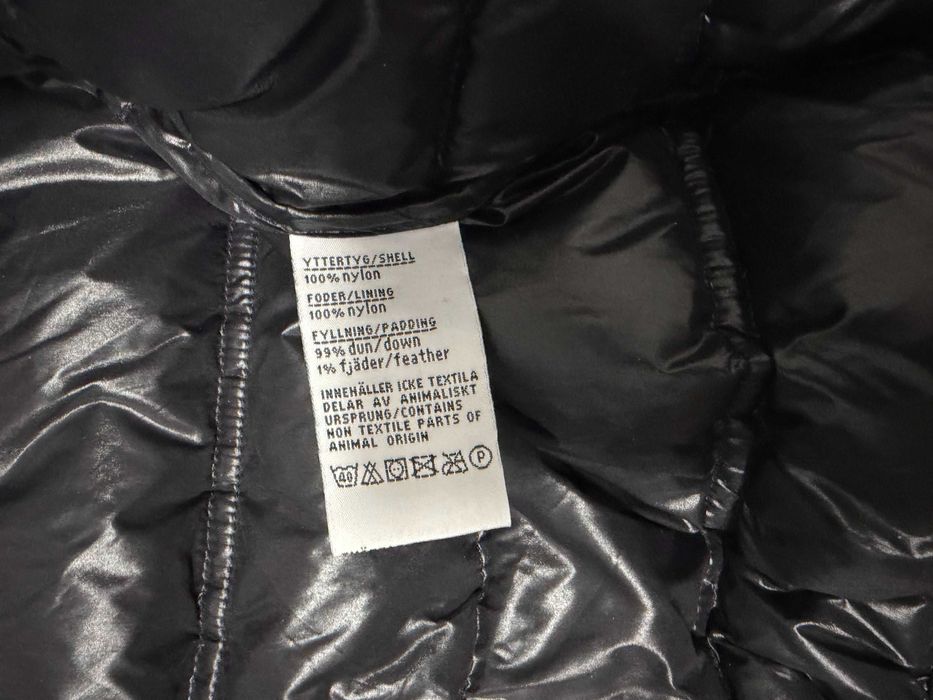 YTTERTYG/SHELL
100% nylon
FODER/LINING
100% nylon
FYLLNING/PADDING
99% dun/down
1% fjäder/feather
INNEHÅLLER ICKE TEXTILA
DELAR AV ANIMALISKT
URSPRUNG/CONTAINS
NON TEXTILE PARTS OF
ANIMAL ORIGIN
40 P